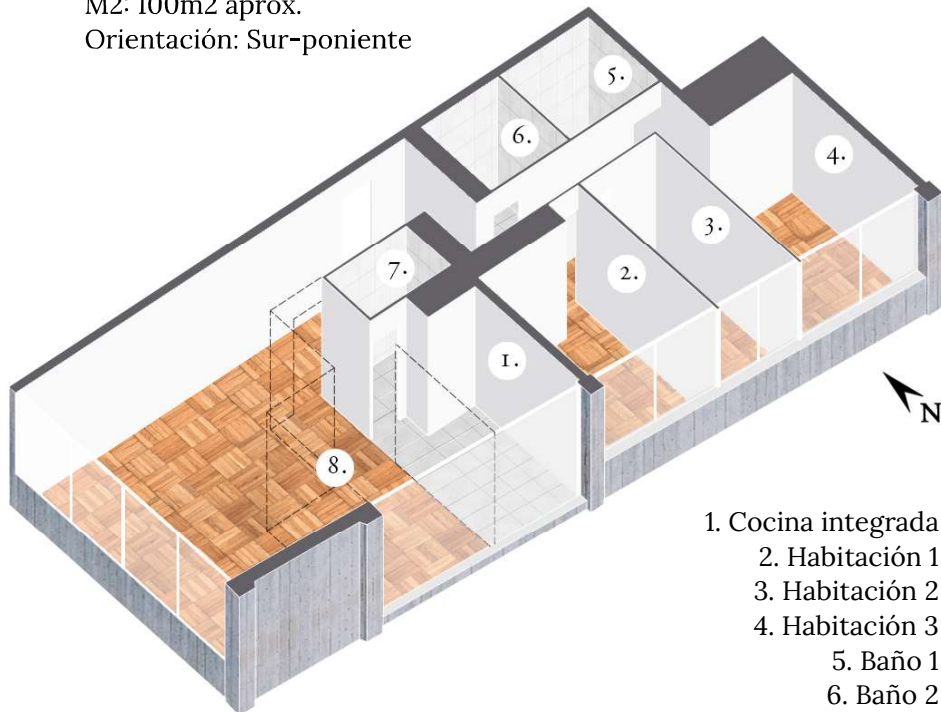 M2: 100m2 aprox.
Orientación: Sur-poniente
5.
6.
4.
3.
7.
2.
1.
N
8.
1. Cocina integrada
2. Habitación 1
3. Habitación 2
4. Habitación 3
5. Baño 1
6. Baño 2